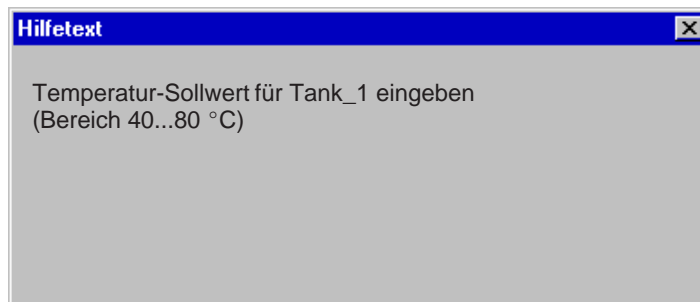 Hilfetext
Temperatur-Sollwert für Tank_1 eingeben
(Bereich 40...80 °C)